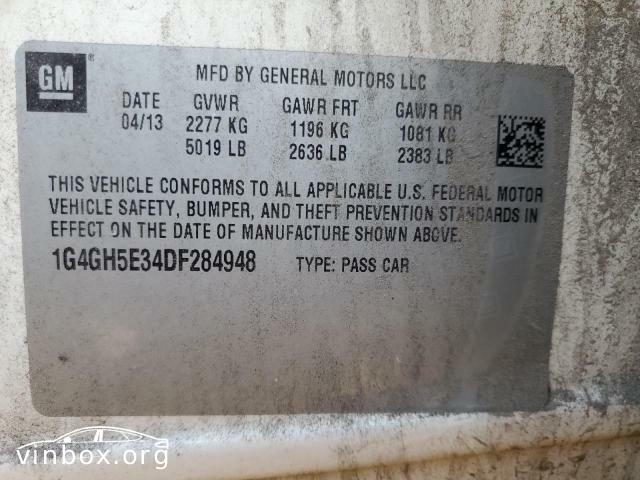 GM ®
MFD BY GENERAL MOTORS LLC
DATE GVWR GAWR FRT GAWR RR
04/13 2277 KG 1196 KG 1081 KG
5019 LB 2636 LB 2383 LB
THIS VEHICLE CONFORMS TO ALL APPLICABLE U.S. FEDERAL MOTOR
VEHICLE SAFETY, BUMPER, AND THEFT PREVENTION STANDARDS IN
EFFECT ON THE DATE OF MANUFACTURE SHOWN ABOVE.
1G4GH5E34DF284948 TYPE: PASS CAR
vinbox.org